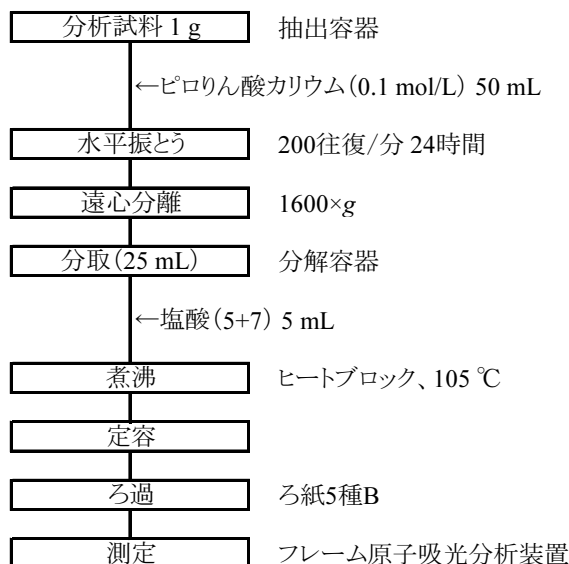 分析試料 1 g 抽出容器
←ピロりん酸カリウム(0.1 mol/L) 50 mL
水平振とう 200往復/分 24時間
遠心分離 1600×g
分取(25 mL) 分解容器
←塩酸(5+7) 5 mL
煮沸 ヒートブロック、105 ℃
定容
ろ過 ろ紙5種B
測定 フレーム原子吸光分析装置